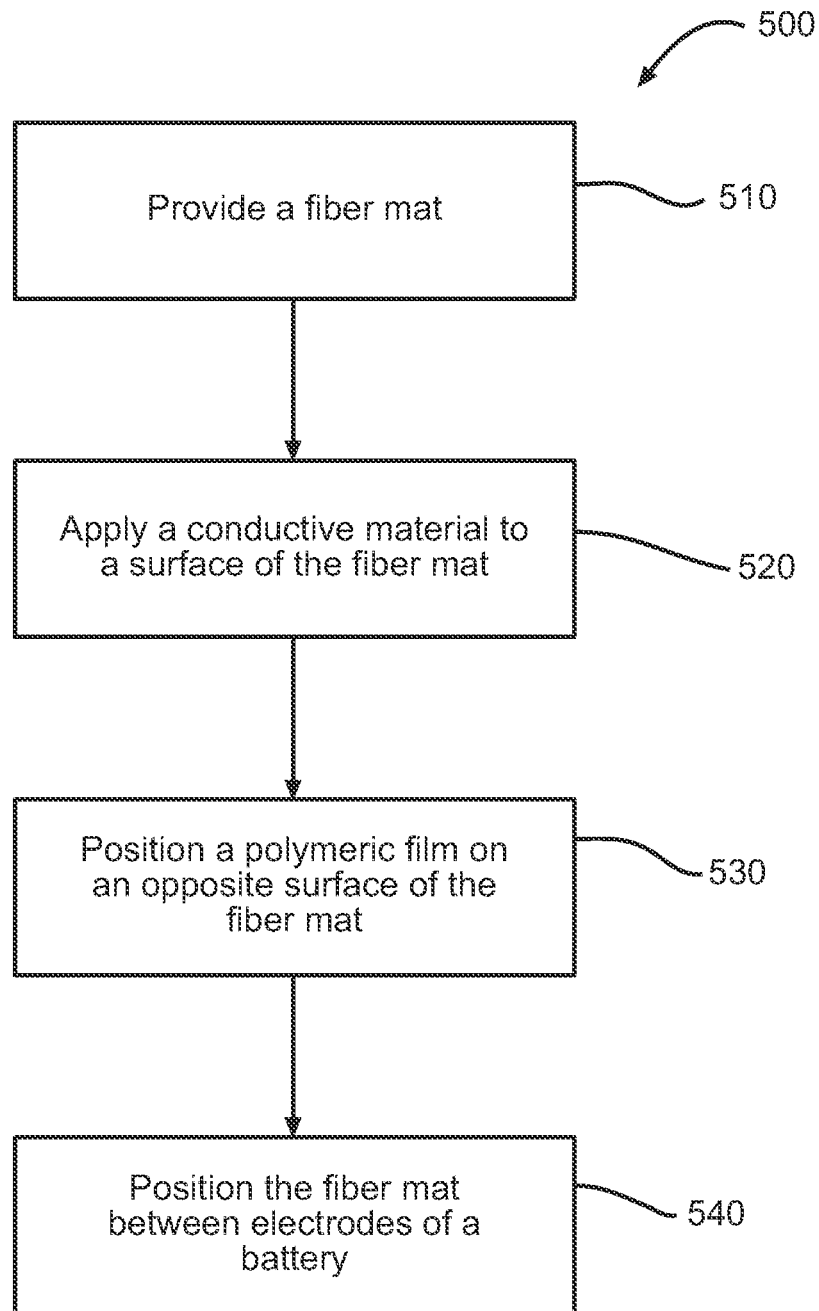 500
Provide a fiber mat
510
Apply a conductive material to
a surface of the fiber mat
520
Position a polymeric film on
an opposite surface of the
fiber mat
530
Position the fiber mat
between electrodes of a
battery
540